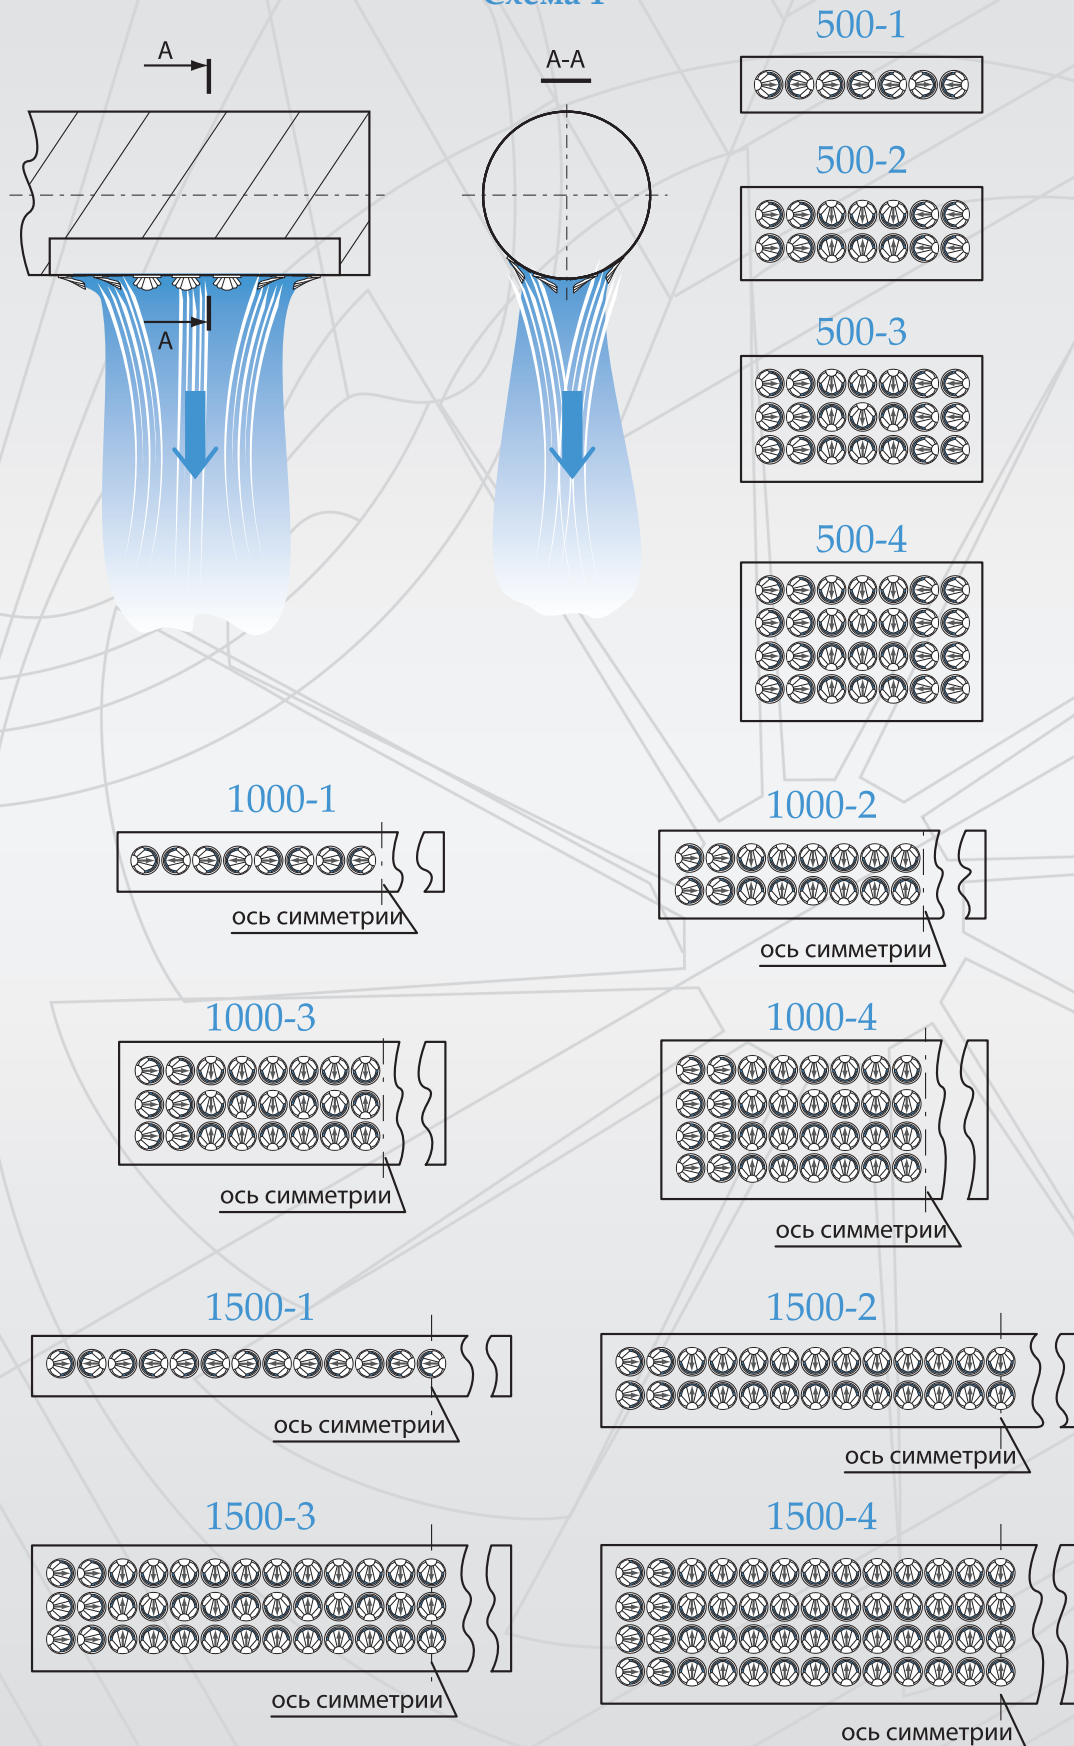 Схема 1
500-1
А
А-А
500-2
500-3
А
500-4
1000-1
1000-2
ось симметрии
ось симметрии
1000-3
1000-4
ось симметрии
ось симметрии
1500-1
1500-2
ось симметрии
ось симметрии
1500-3
1500-4
ось симметрии
ось симметрии